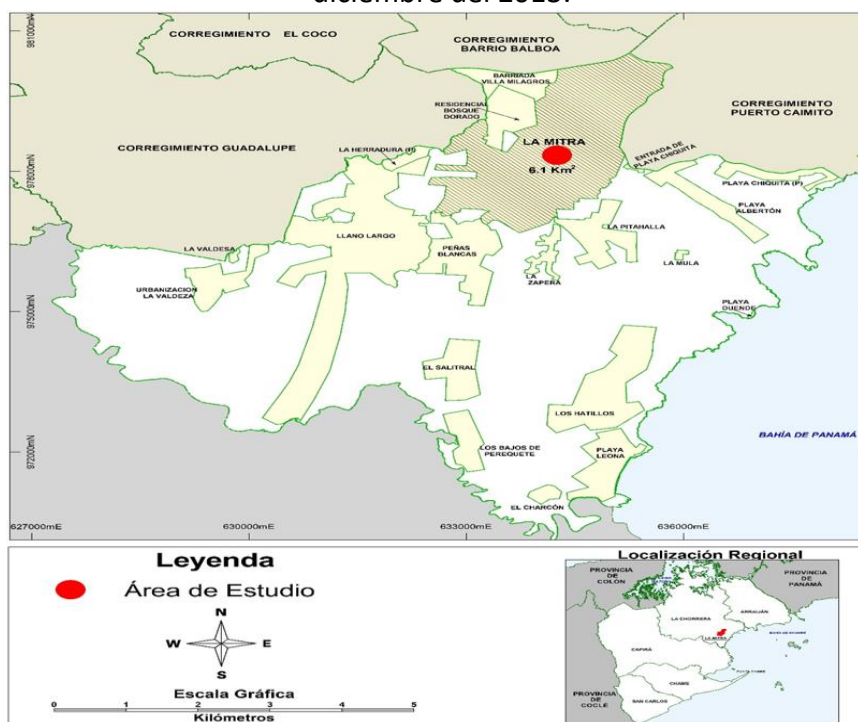 diciembre del 2013.
981000mN
978000mN
975000mN
972000mN
CORREGIMIENTO EL COCO
CORREGIMIENTO
BARRIO BALBOA
BARRIADA
VILLA MILAGROS
RESIDENCIAL
BOSQUE
DORADO
CORREGIMIENTO
PUERTO CAIMITO
CORREGIMIENTO GUADALUPE
LA HERRADURA (P)
LA MITRA
6.1 Km²
ENTRADA DE
PLAYA CHIQUITA
PLAYA CHIQUITA (P)
PLAYA
ALBERTÓN
LLANO LARGO
LA PITAHALLA
LA VALDESA
PEÑAS
BLANCAS
LA
ZAPERA
LA MULA
URBANIZACION
LA VALDEZA
PLAYA
DUENDE
EL SALITRAL
LOS HATILLOS
BAHÍA DE PANAMÁ
LOS BAJOS DE
PEREQUETE
PLAYA
LEONA
EL CHARCÓN
627000mE
630000mE
633000mE
636000mE
Leyenda
Área de Estudio
N
W
E
S
Escala Gráfica
0 1 2 3 4 5
Kilómetros
Localización Regional
PROVINCIA
DE
COLÓN
PROVINCIA
DE
PANAMÁ
LA CHORRERA
ARRAIJÁN
LA MITRA
CAPIRÁ
CHAME
SAN CARLOS
PROVINCIA
DE
COCLÉ